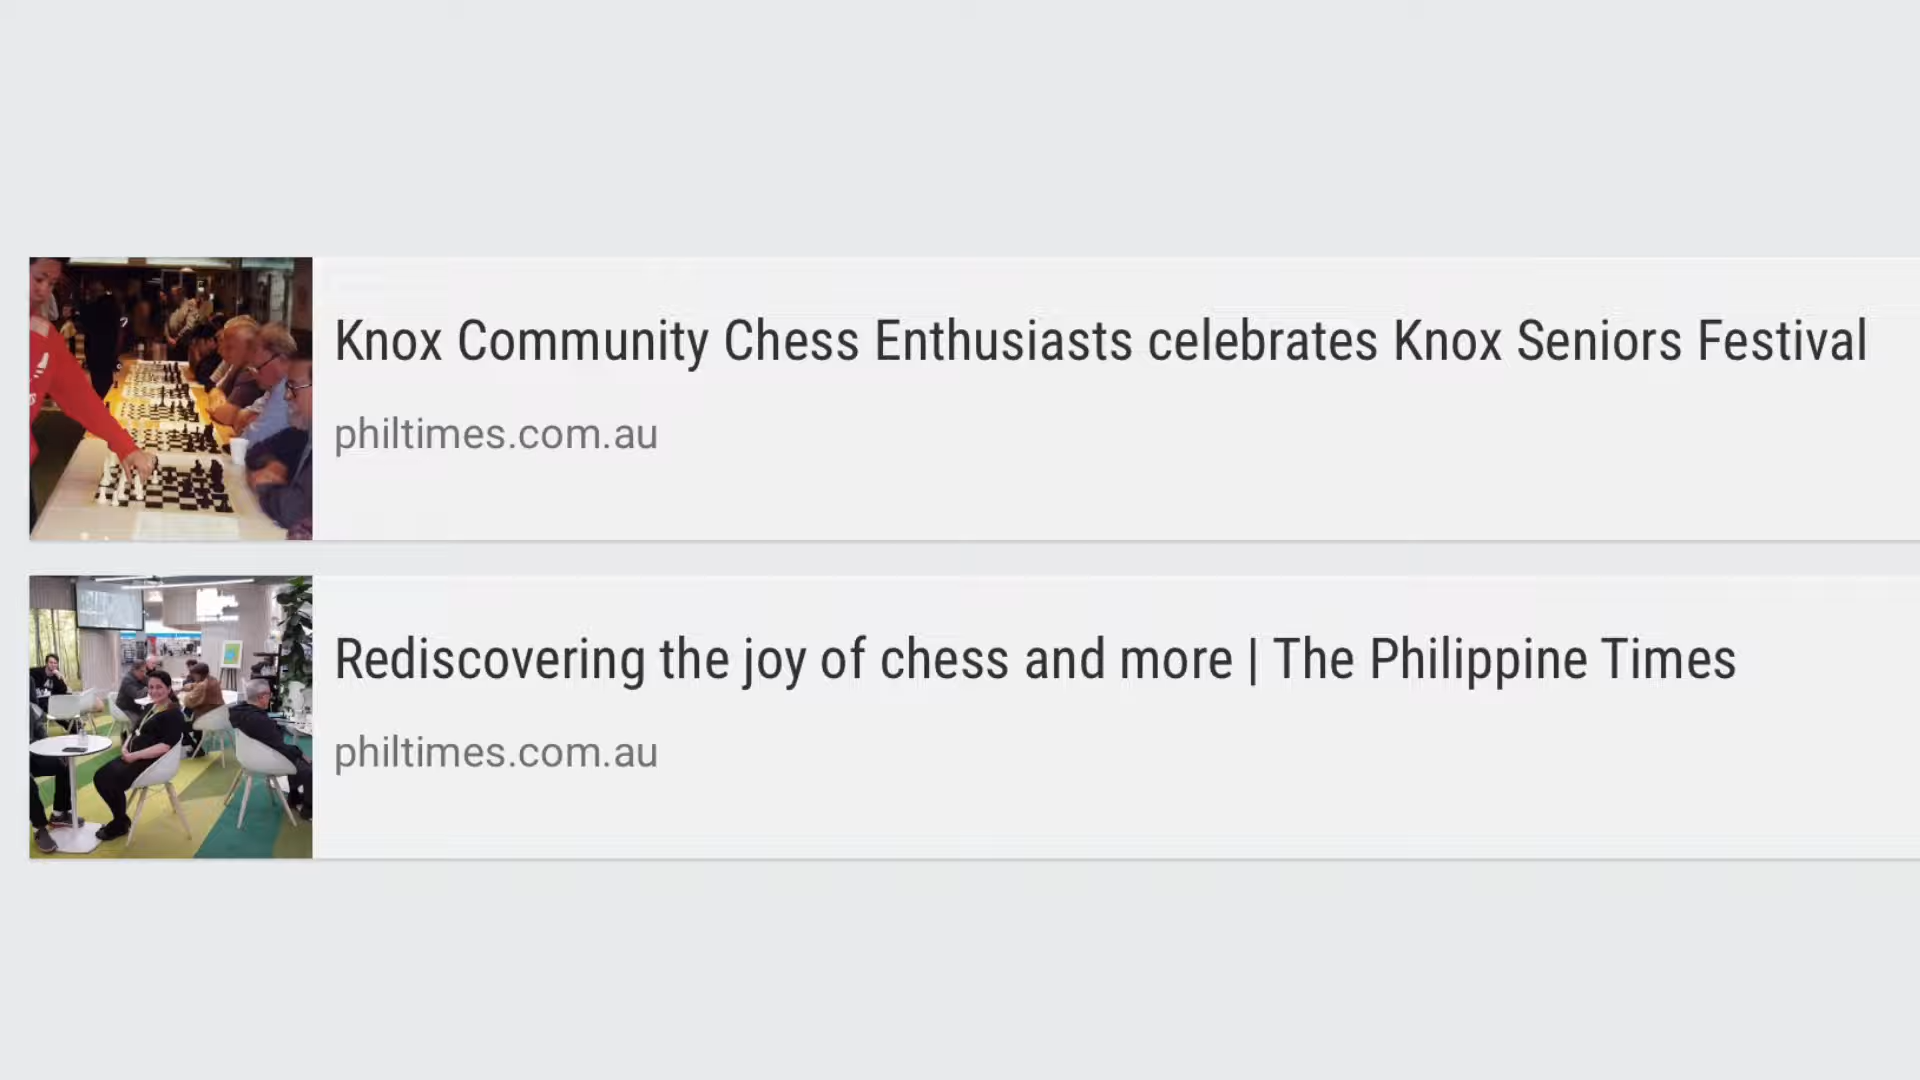 Knox Community Chess Enthusiasts celebrates Knox Seniors Festival
philtimes.com.au
Rediscovering the joy of chess and more | The Philippine Times
philtimes.com.au